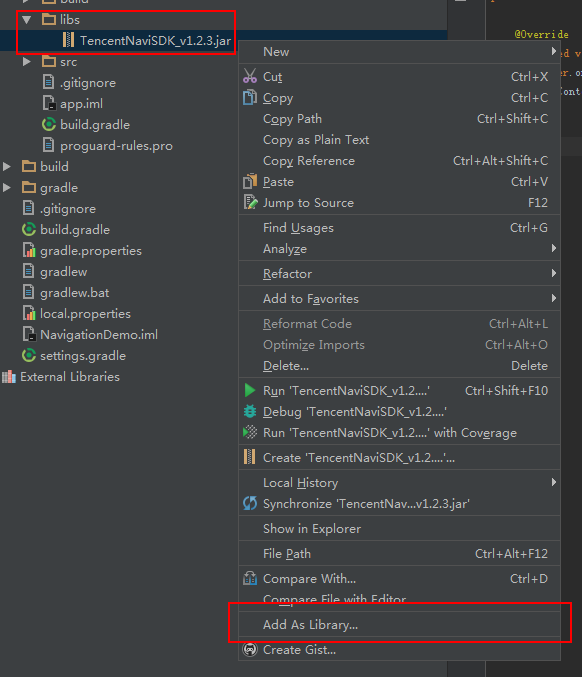 build
libs
TencentNaviSDK_v1.2.3.jar
src
.gitignore
app.iml
build.gradle
proguard-rules.pro
build
gradle
.gitignore
build.gradle
gradle.properties
gradlew
gradlew.bat
local.properties
NavigationDemo.iml
settings.gradle
External Libraries
New
Cut Ctrl+X
Copy Ctrl+C
Copy Path Ctrl+Shift+C
Copy as Plain Text
Copy Reference Ctrl+Alt+Shift+C
Paste Ctrl+V
Jump to Source F12
Find Usages Ctrl+G
Analyze
Refactor
Add to Favorites
Reformat Code Ctrl+Alt+L
Optimize Imports Ctrl+Alt+O
Delete... Delete
Run 'TencentNaviSDK_v1.2....' Ctrl+Shift+F10
Debug 'TencentNaviSDK_v1.2....'
Run 'TencentNaviSDK_v1.2....' with Coverage
Create 'TencentNaviSDK_v1.2....'...
Local History
Synchronize 'TencentNav...v1.2.3.jar'
Show in Explorer
File Path Ctrl+Alt+F12
Compare With... Ctrl+D
Compare File with Editor
Add As Library...
Create Gist...
@Override
ed v
er.or
Cont